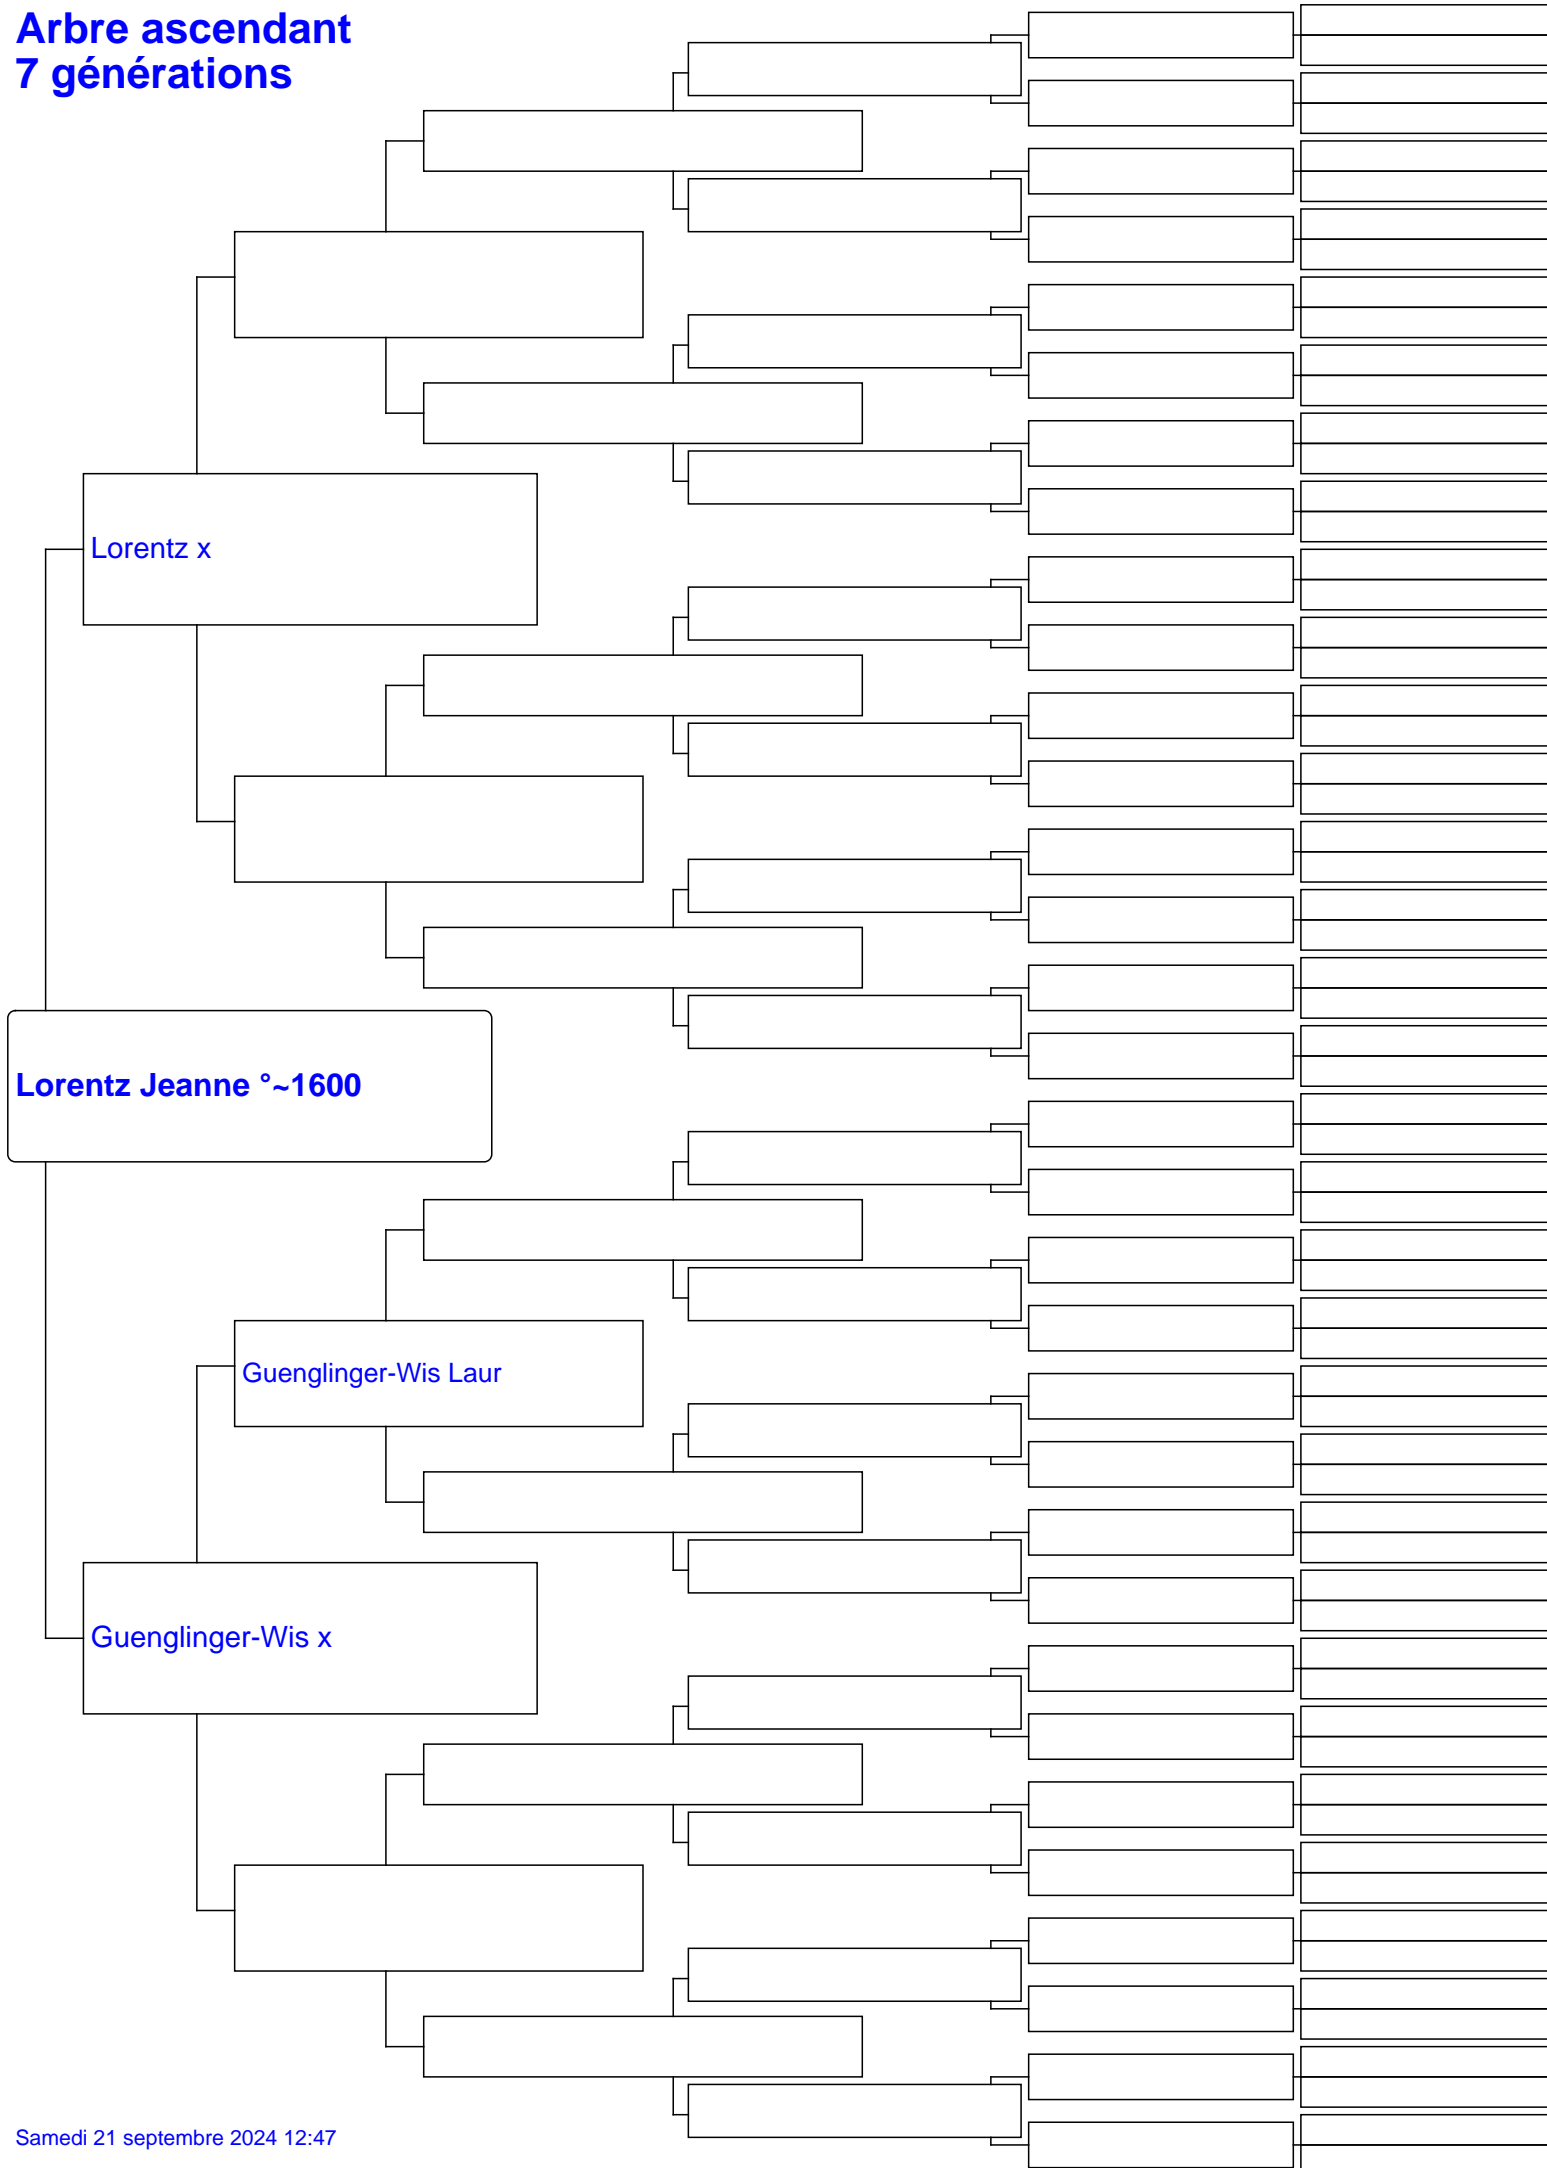 Arbre ascendant
7 générations
Lorentz x
Lorentz Jeanne °~1600
Guenglinger-Wis Laur
Guenglinger-Wis x
Samedi 21 septembre 2024 12:47